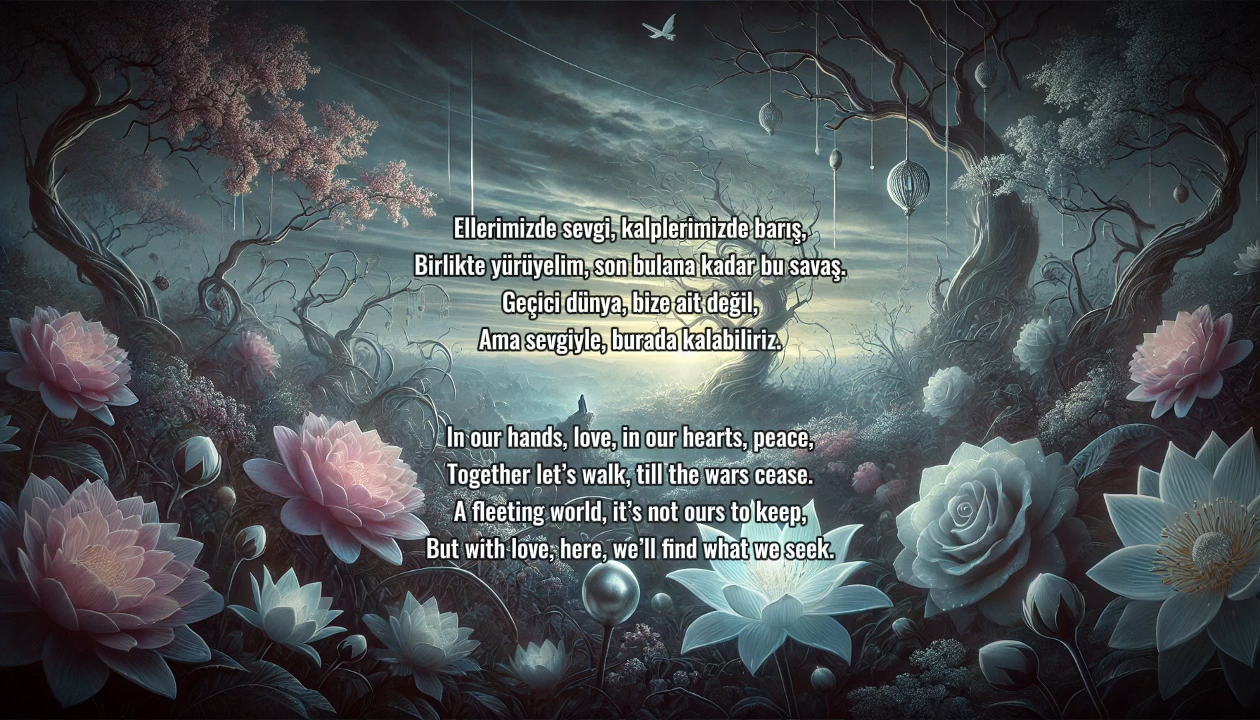 Ellerimizde sevgi, kalplerimizde barış,
Birlikte yürüyelim, son bulana kadar bu savaş.
Geçici dünya, bize ait değil,
Ama sevgiyle, burada kalabiliriz.
In our hands, love, in our hearts, peace,
Together let's walk, till the wars cease.
A fleeting world, it's not ours to keep,
But with love, here, we'll find what we seek.